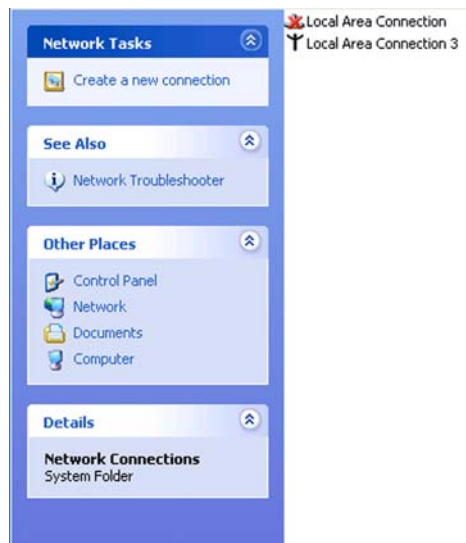 Network Tasks
Create a new connection
See Also
Network Troubleshooter
Other Places
Control Panel
Network
Documents
Computer
Details
Network Connections
System Folder
Local Area Connection
Local Area Connection 3